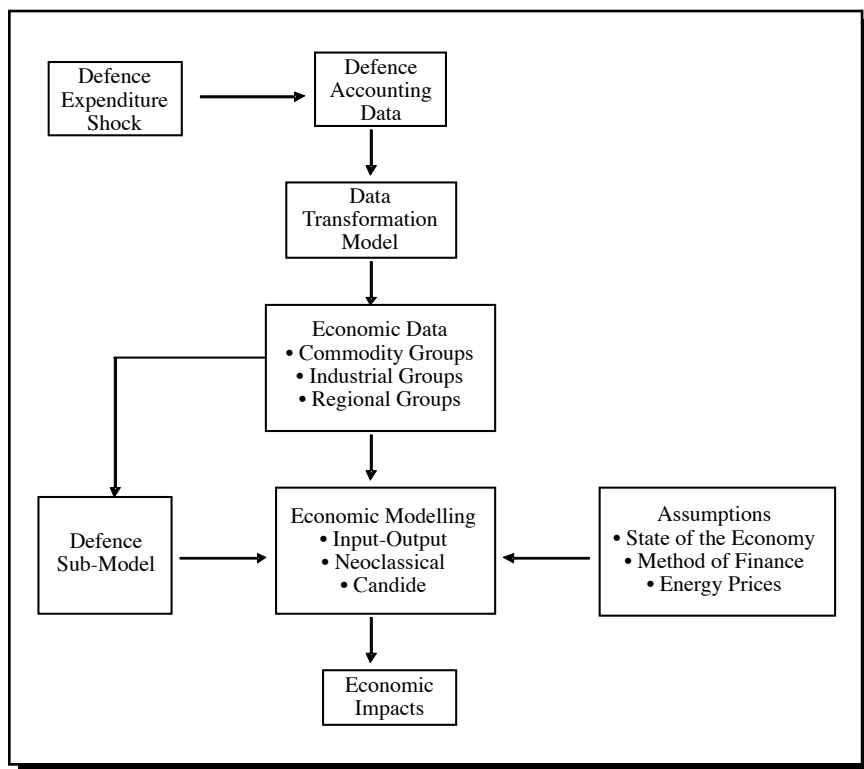 Defence
Expenditure
Shock
Defence
Accounting
Data
Data
Transformation
Model
Economic Data
• Commodity Groups
• Industrial Groups
• Regional Groups
Defence
Sub-Model
Economic Modelling
• Input-Output
• Neoclassical
• Candide
Assumptions
• State of the Economy
• Method of Finance
• Energy Prices
Economic
Impacts